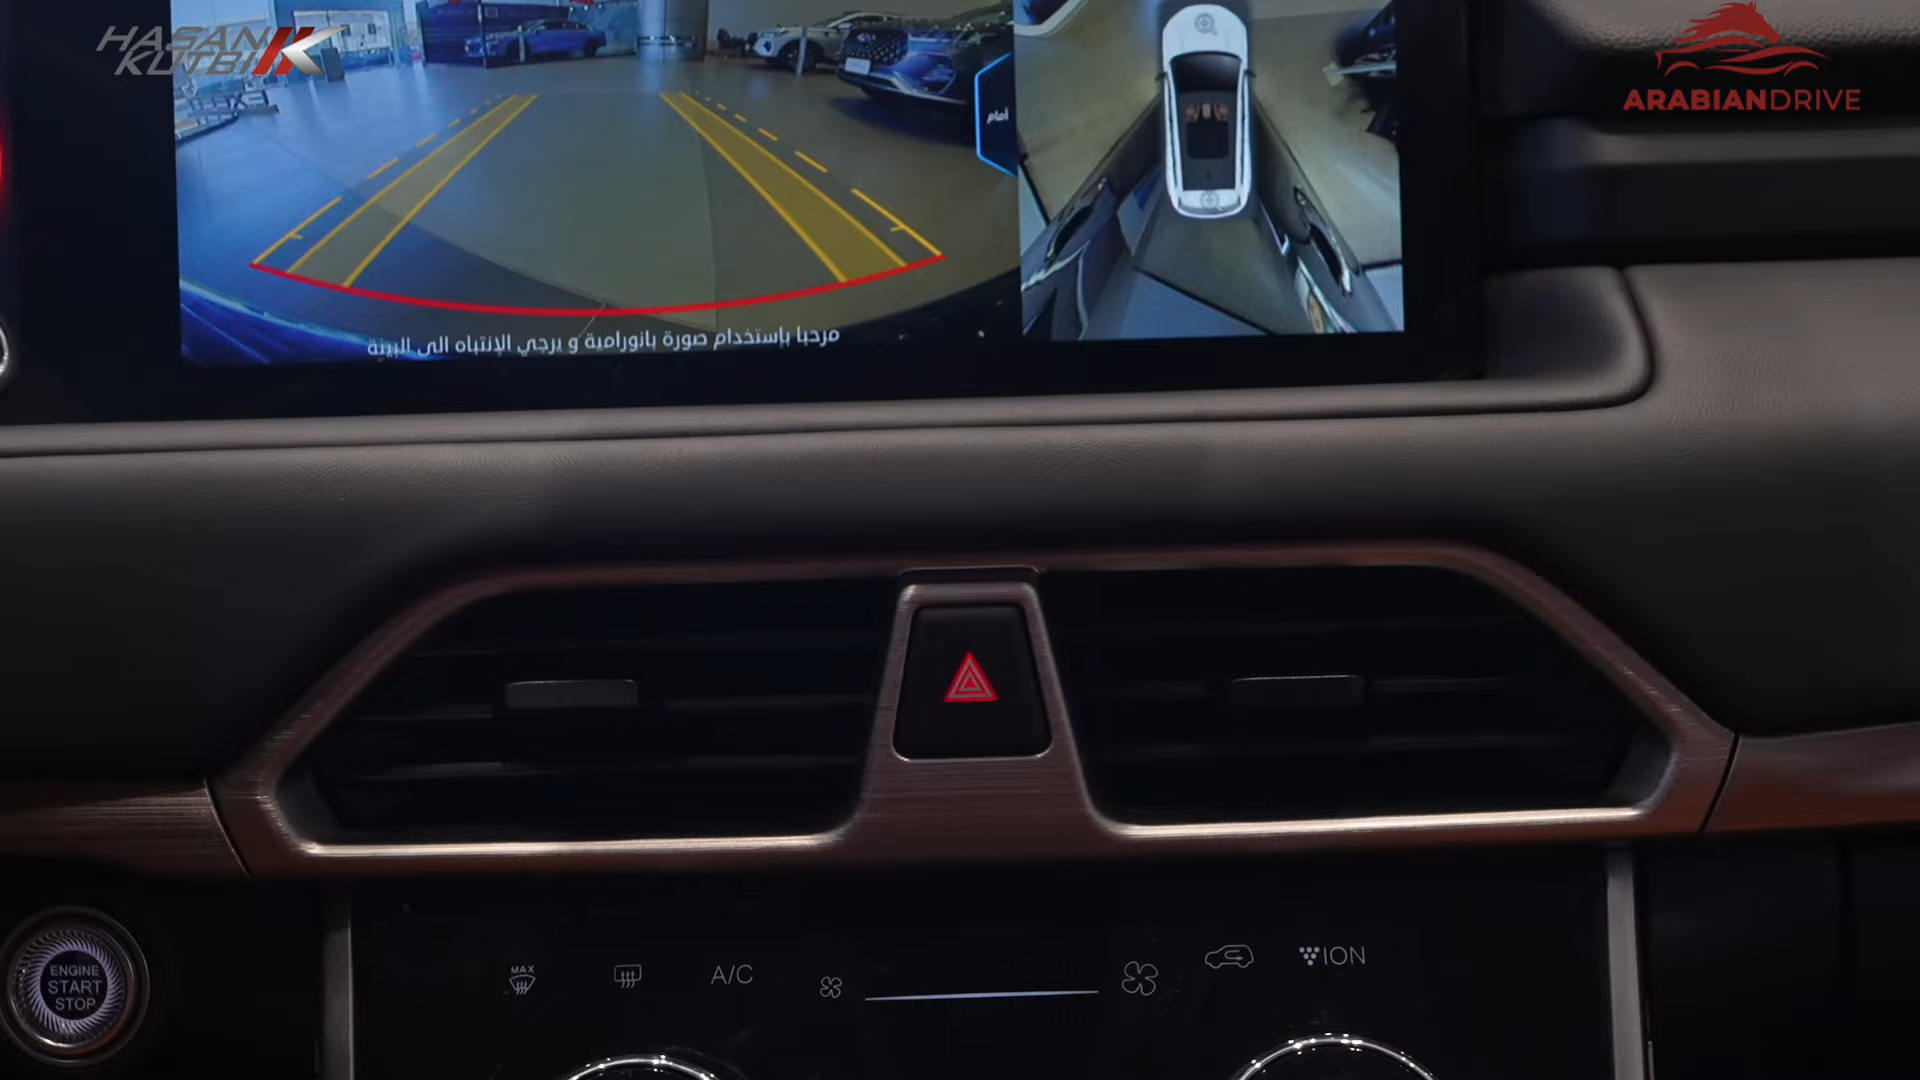 HASAN
KUTBI K
ARABIANDRIVE
أمام
مرحبا بإستخدام صورة بانورامية و يرجي الإنتباه الى البيئة
ENGINE
START
STOP
MAX
A/C
ION